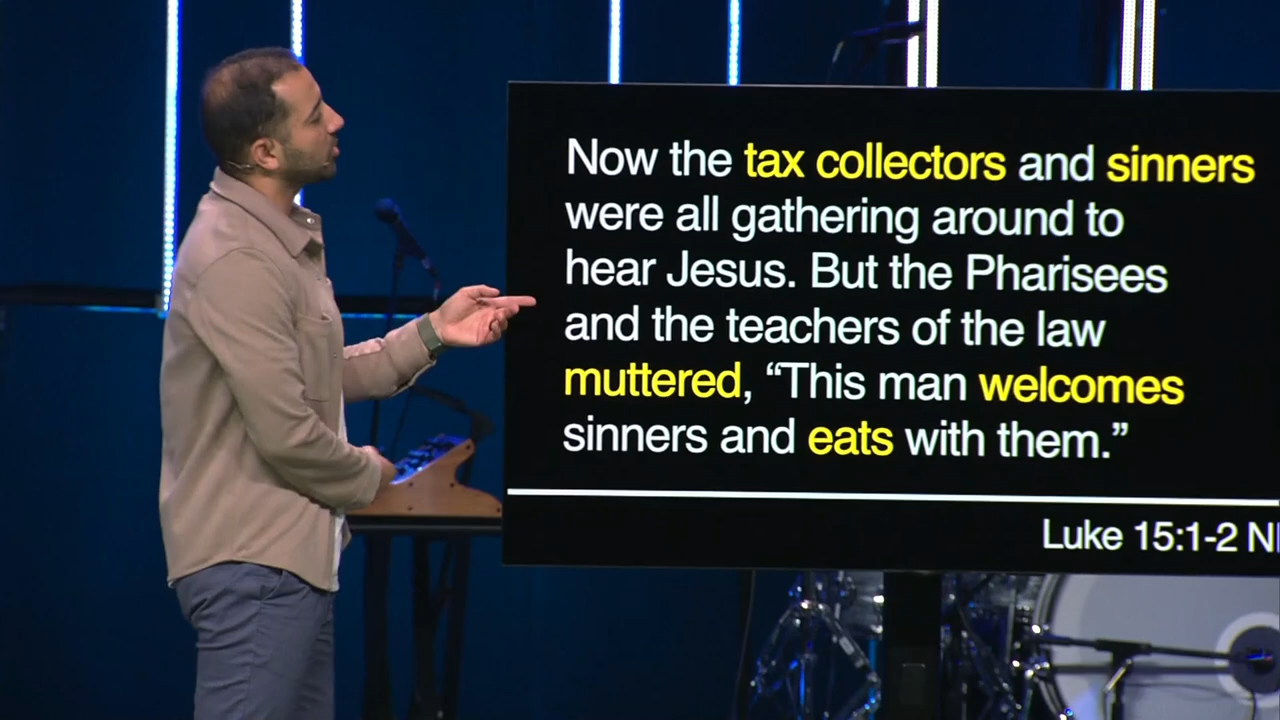 Now the tax collectors and sinners
were all gathering around to
hear Jesus. But the Pharisees
and the teachers of the law
muttered, “This man welcomes
sinners and eats with them.”
Luke 15:1-2